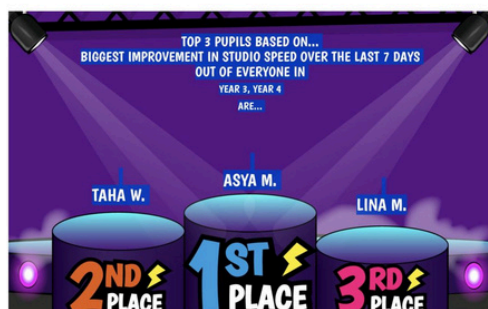 TOP 3 PUPILS BASED ON...
BIGGEST IMPROVEMENT IN STUDIO SPEED OVER THE LAST 7 DAYS
OUT OF EVERYONE IN
YEAR 3, YEAR 4
ARE...
ASYA M.
TAHA W.
LINA M.
1ST
PLACE
2ND
PLACE
3RD
PLACE